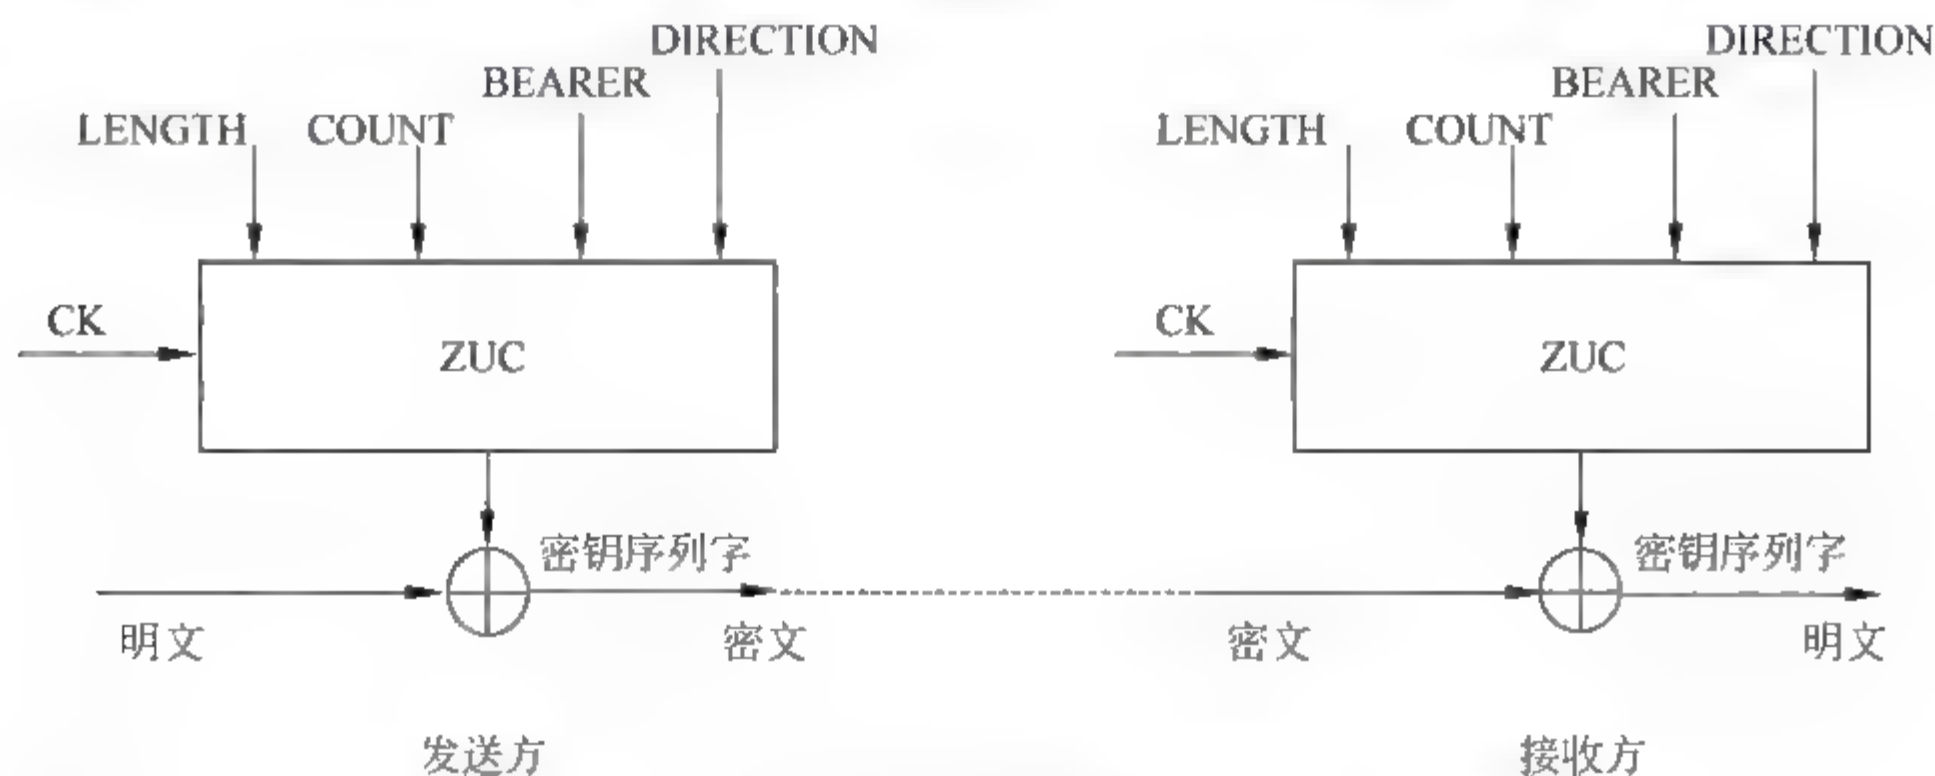 DIRECTION
BEARER
LENGTH
COUNT
CK
ZUC
密钥序列字
明文
密文
发送方
DIRECTION
BEARER
LENGTH
COUNT
CK
ZUC
密钥序列字
密文
明文
接收方